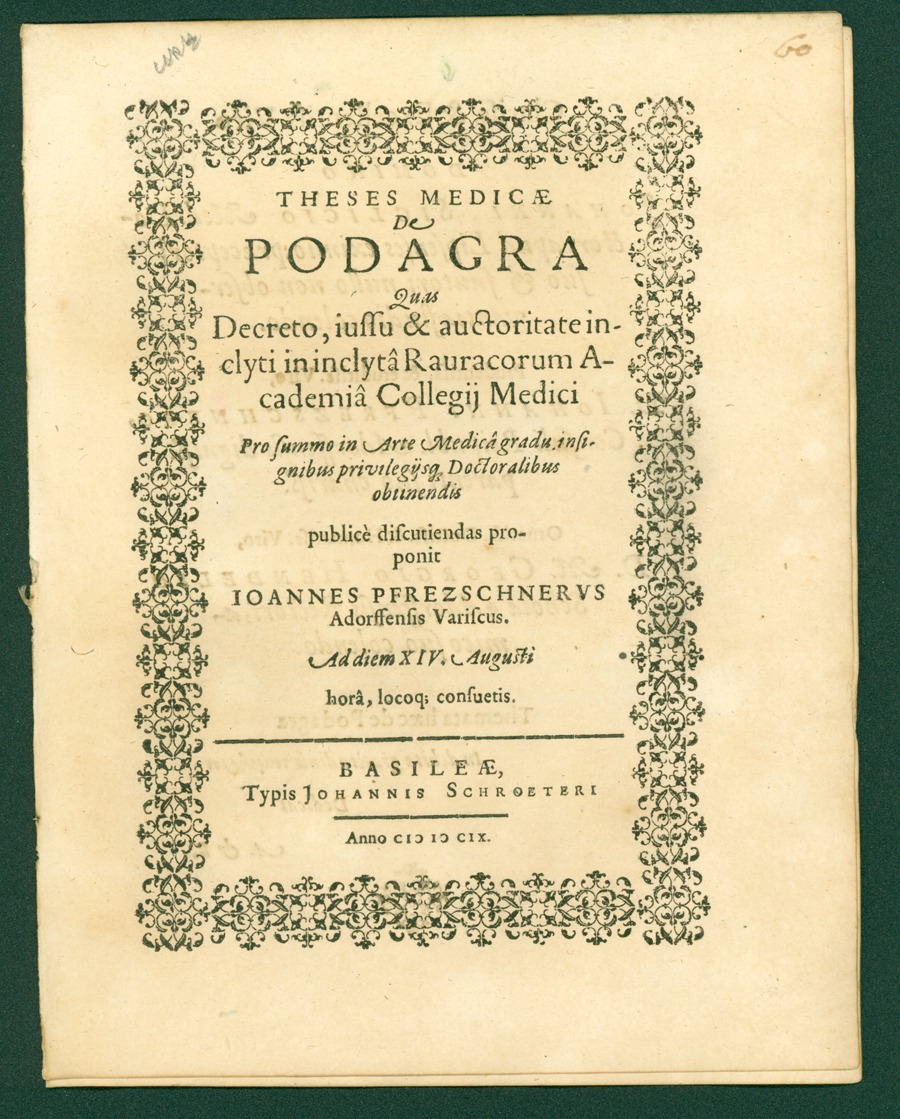 60
THESES MEDICÆ
De
PODAGRA
Quas
Decreto, iuſſu & auctoritate in-
clyti in inclytâ Rauracorum A-
cademiâ Collegij Medici
Pro ſummo in Arte Medicâ gradu, inſi-
gnibus privilegijsq́; Doctoralibus
obtinendis
publicè diſcutiendas pro-
ponit
IOANNES PFREZSCHNERVS
Adorffenſis Variſcus.
Ad diem XIV. Auguſti
horâ, locoq; conſuetis.
BASILEÆ,
Typis JOHANNIS SCHROETERI
Anno CIↃ IↃ CIX.